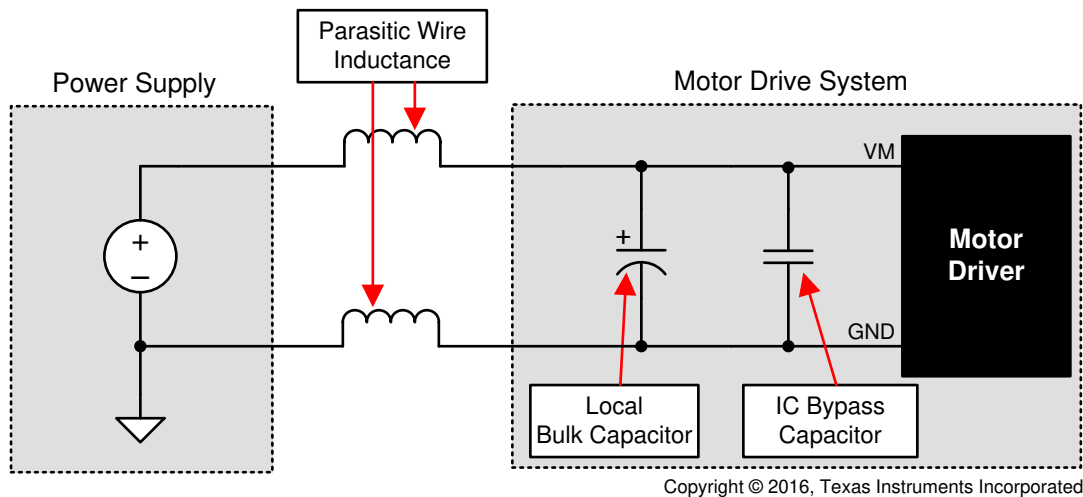 Parasitic Wire
Inductance
Power Supply
Motor Drive System
VM
+
–
+
Motor
Driver
GND
Local
Bulk Capacitor
IC Bypass
Capacitor
Copyright © 2016, Texas Instruments Incorporated